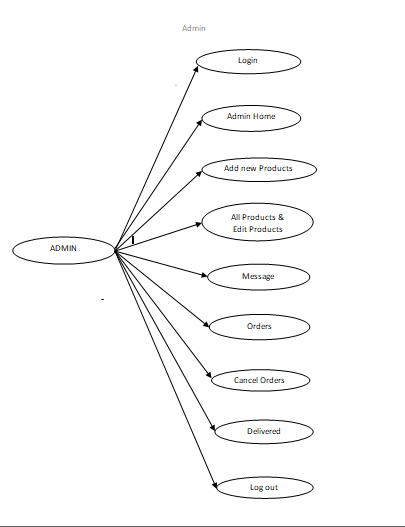 Admin
Login
Admin Home
Add new Products
All Products &
Edit Products
ADMIN
Message
Orders
Cancel Orders
Delivered
Log out